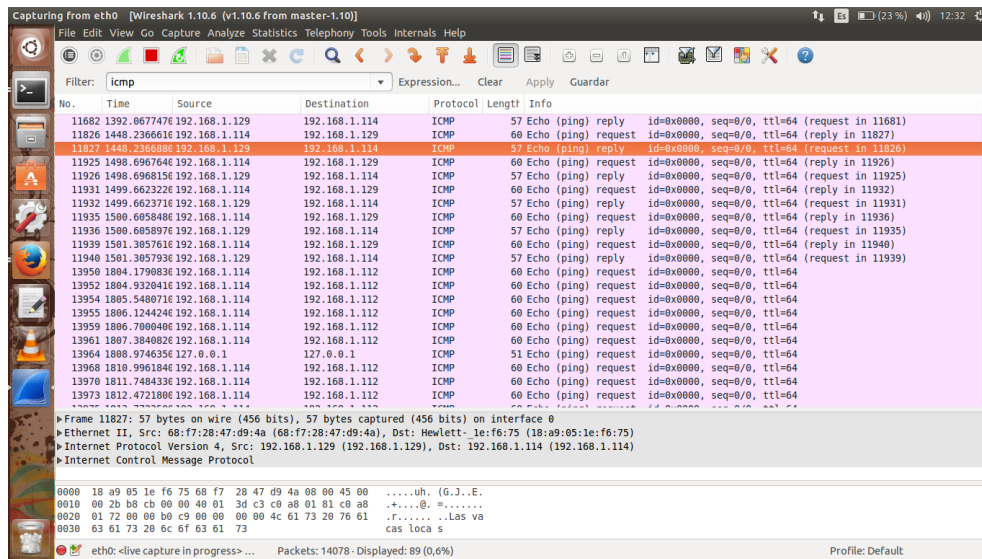 Capturing from eth0 [Wireshark 1.10.6 (v1.10.6 from master-1.10)] Es (23 %) 12:32
File Edit View Go Capture Analyze Statistics Telephony Tools Internals Help
Filter: icmp Expression... Clear Apply Guardar
No. Time Source Destination Protocol Length Info
11682 1392.0677470 192.168.1.129 192.168.1.114 ICMP 57 Echo (ping) reply id=0x0000, seq=0/0, ttl=64 (request in 11681)
11826 1448.2366610 192.168.1.114 192.168.1.129 ICMP 60 Echo (ping) request id=0x0000, seq=0/0, ttl=64 (reply in 11827)
11827 1448.2366880 192.168.1.129 192.168.1.114 ICMP 57 Echo (ping) reply id=0x0000, seq=0/0, ttl=64 (request in 11826)
11925 1498.6967640 192.168.1.114 192.168.1.129 ICMP 60 Echo (ping) request id=0x0000, seq=0/0, ttl=64 (reply in 11926)
11926 1498.6968150 192.168.1.129 192.168.1.114 ICMP 57 Echo (ping) reply id=0x0000, seq=0/0, ttl=64 (request in 11925)
11931 1499.6623220 192.168.1.114 192.168.1.129 ICMP 60 Echo (ping) request id=0x0000, seq=0/0, ttl=64 (reply in 11932)
11932 1499.6623710 192.168.1.129 192.168.1.114 ICMP 57 Echo (ping) reply id=0x0000, seq=0/0, ttl=64 (request in 11931)
11935 1500.6058480 192.168.1.114 192.168.1.129 ICMP 60 Echo (ping) request id=0x0000, seq=0/0, ttl=64 (reply in 11936)
11936 1500.6058970 192.168.1.129 192.168.1.114 ICMP 57 Echo (ping) reply id=0x0000, seq=0/0, ttl=64 (request in 11935)
11939 1501.3057610 192.168.1.114 192.168.1.129 ICMP 60 Echo (ping) request id=0x0000, seq=0/0, ttl=64 (reply in 11940)
11940 1501.3057930 192.168.1.129 192.168.1.114 ICMP 57 Echo (ping) reply id=0x0000, seq=0/0, ttl=64 (request in 11939)
13950 1804.1790830 192.168.1.114 192.168.1.112 ICMP 60 Echo (ping) request id=0x0000, seq=0/0, ttl=64
13952 1804.9320410 192.168.1.114 192.168.1.112 ICMP 60 Echo (ping) request id=0x0000, seq=0/0, ttl=64
13954 1805.5480710 192.168.1.114 192.168.1.112 ICMP 60 Echo (ping) request id=0x0000, seq=0/0, ttl=64
13955 1806.1244240 192.168.1.114 192.168.1.112 ICMP 60 Echo (ping) request id=0x0000, seq=0/0, ttl=64
13959 1806.7000400 192.168.1.114 192.168.1.112 ICMP 60 Echo (ping) request id=0x0000, seq=0/0, ttl=64
13961 1807.3840820 192.168.1.114 192.168.1.112 ICMP 60 Echo (ping) request id=0x0000, seq=0/0, ttl=64
13964 1808.9746350 127.0.0.1 127.0.0.1 ICMP 51 Echo (ping) request id=0x0000, seq=0/0, ttl=64
13968 1810.9961840 192.168.1.114 192.168.1.112 ICMP 60 Echo (ping) request id=0x0000, seq=0/0, ttl=64
13970 1811.7484330 192.168.1.114 192.168.1.112 ICMP 60 Echo (ping) request id=0x0000, seq=0/0, ttl=64
13973 1812.4721800 192.168.1.114 192.168.1.112 ICMP 60 Echo (ping) request id=0x0000, seq=0/0, ttl=64
Frame 11827: 57 bytes on wire (456 bits), 57 bytes captured (456 bits) on interface 0
Ethernet II, Src: 68:f7:28:47:d9:4a (68:f7:28:47:d9:4a), Dst: Hewlett-_1e:f6:75 (18:a9:05:1e:f6:75)
Internet Protocol Version 4, Src: 192.168.1.129 (192.168.1.129), Dst: 192.168.1.114 (192.168.1.114)
Internet Control Message Protocol
0000 18 a9 05 1e f6 75 68 f7 28 47 d9 4a 08 00 45 00 .....uh. (G.J..E.
0010 00 2b b8 cb 00 00 40 01 3d c3 c0 a8 01 81 c0 a8 .+....@. =.......
0020 01 72 00 00 b0 c9 00 00 00 00 4c 61 73 20 76 61 .r...... ..Las va
0030 63 61 73 20 6c 6f 63 61 73 cas loca s
eth0: <live capture in progress> ... Packets: 14078 · Displayed: 89 (0,6%) Profile: Default